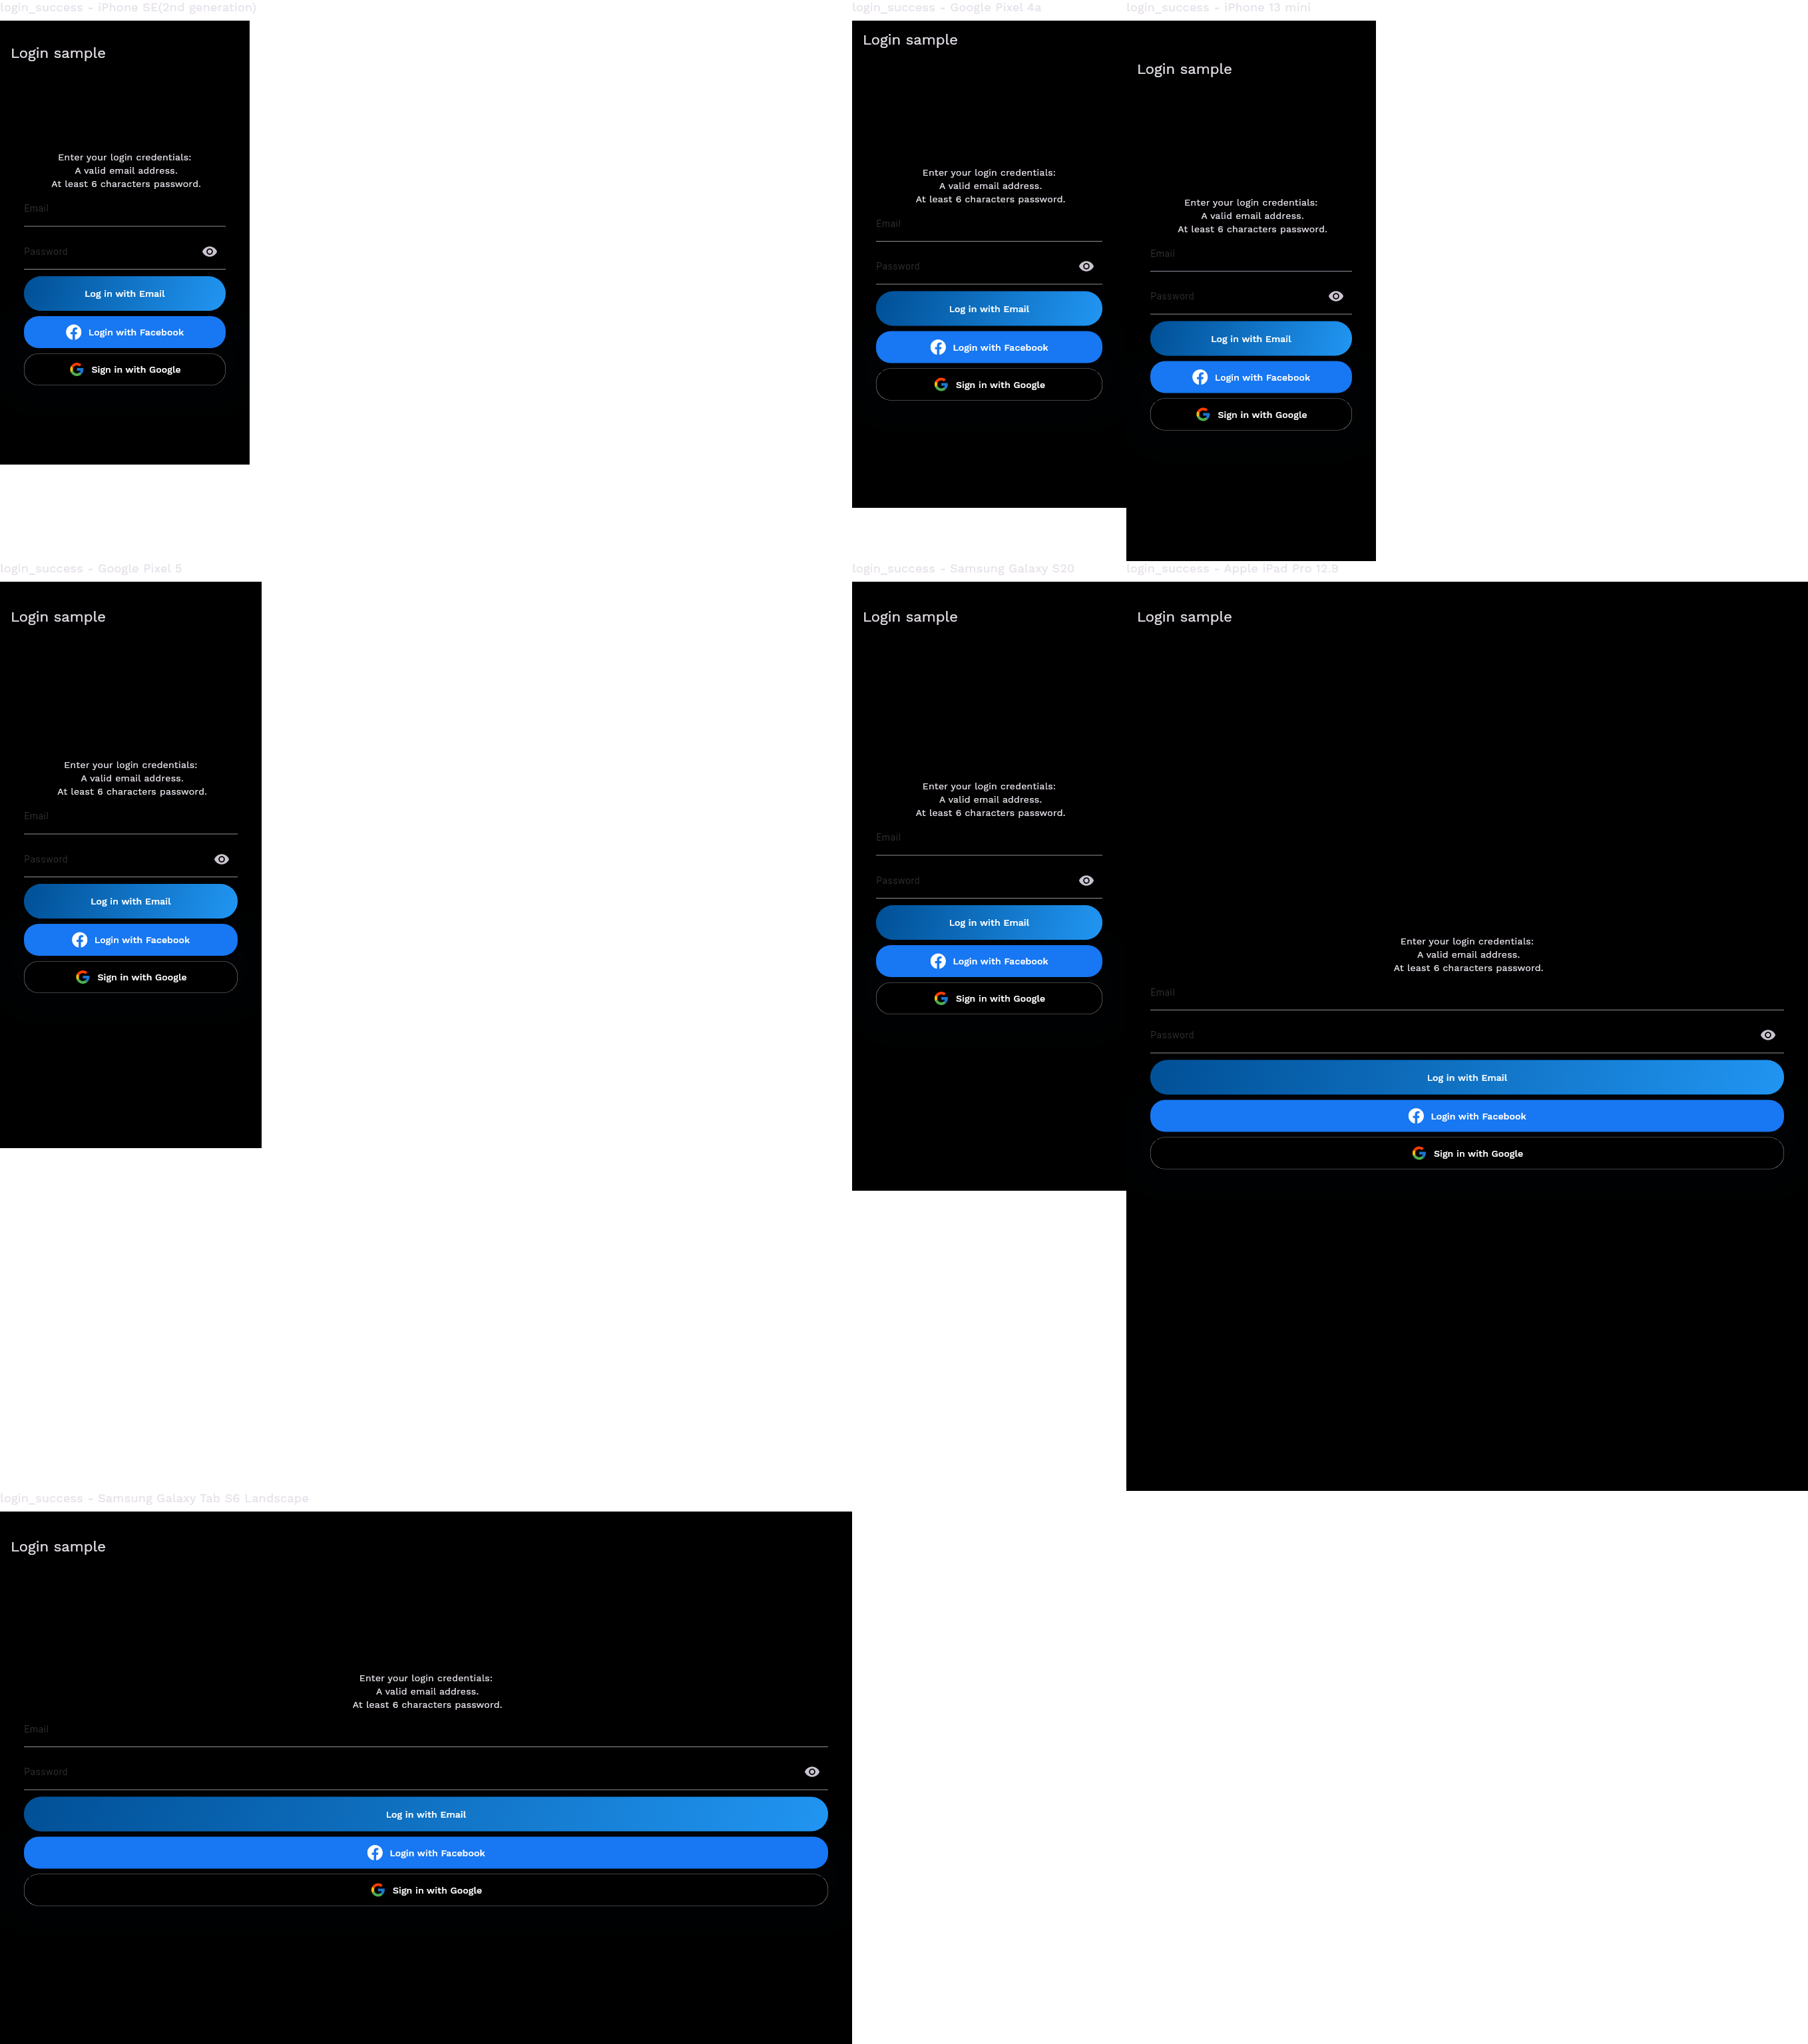 login_success - iPhone SE(2nd generation)
Login sample
Enter your login credentials:
A valid email address.
At least 6 characters password.
Email
Password
Log in with Email
Login with Facebook
Sign in with Google
login_success - Google Pixel 4a
Login sample
Enter your login credentials:
A valid email address.
At least 6 characters password.
Email
Password
Log in with Email
Login with Facebook
Sign in with Google
login_success - iPhone 13 mini
Login sample
Enter your login credentials:
A valid email address.
At least 6 characters password.
Email
Password
Log in with Email
Login with Facebook
Sign in with Google
login_success - Google Pixel 5
Login sample
Enter your login credentials:
A valid email address.
At least 6 characters password.
Email
Password
Log in with Email
Login with Facebook
Sign in with Google
login_success - Samsung Galaxy S20
Login sample
Enter your login credentials:
A valid email address.
At least 6 characters password.
Email
Password
Log in with Email
Login with Facebook
Sign in with Google
login_success - Apple iPad Pro 12.9
Login sample
Enter your login credentials:
A valid email address.
At least 6 characters password.
Email
Password
Log in with Email
Login with Facebook
Sign in with Google
login_success - Samsung Galaxy Tab S6 Landscape
Login sample
Enter your login credentials:
A valid email address.
At least 6 characters password.
Email
Password
Log in with Email
Login with Facebook
Sign in with Google